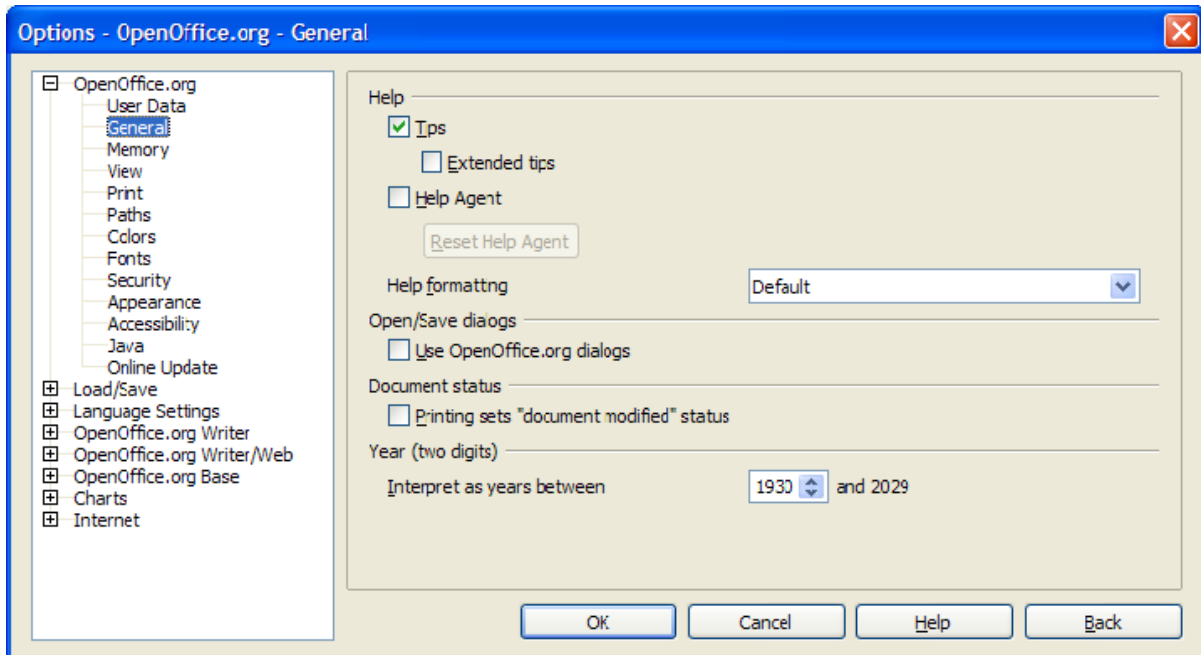 Options - OpenOffice.org - General
OpenOffice.org
User Data
General
Memory
View
Print
Paths
Colors
Fonts
Security
Appearance
Accessibility
Java
Online Update
Load/Save
Language Settings
OpenOffice.org Writer
OpenOffice.org Writer/Web
OpenOffice.org Base
Charts
Internet
Help
Tips
Extended tips
Help Agent
Reset Help Agent
Help formatting Default
Open/Save dialogs
Use OpenOffice.org dialogs
Document status
Printing sets "document modified" status
Year (two digits)
Interpret as years between 1930 and 2029
OK Cancel Help Back